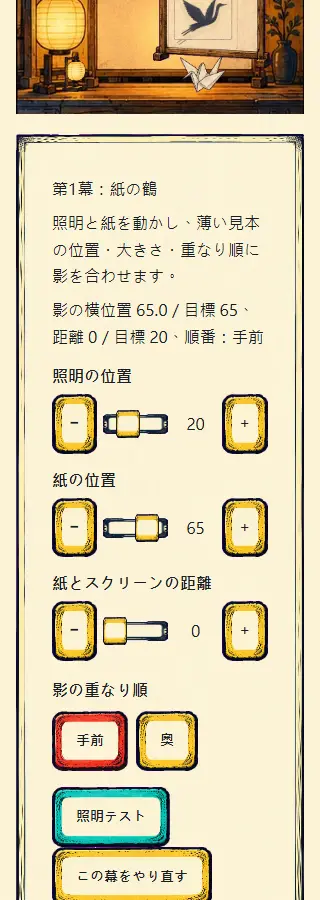 第1幕：紙の鶴
照明と紙を動かし、薄い見本
の位置・大きさ・重なり順に
影を合わせます。
影の横位置 65.0 / 目標 65、
距離 0 / 目標 20、順番：手前
照明の位置
− 20 +
紙の位置
− 65 +
紙とスクリーンの距離
− 0 +
影の重なり順
手前 奥
照明テスト
この幕をやり直す